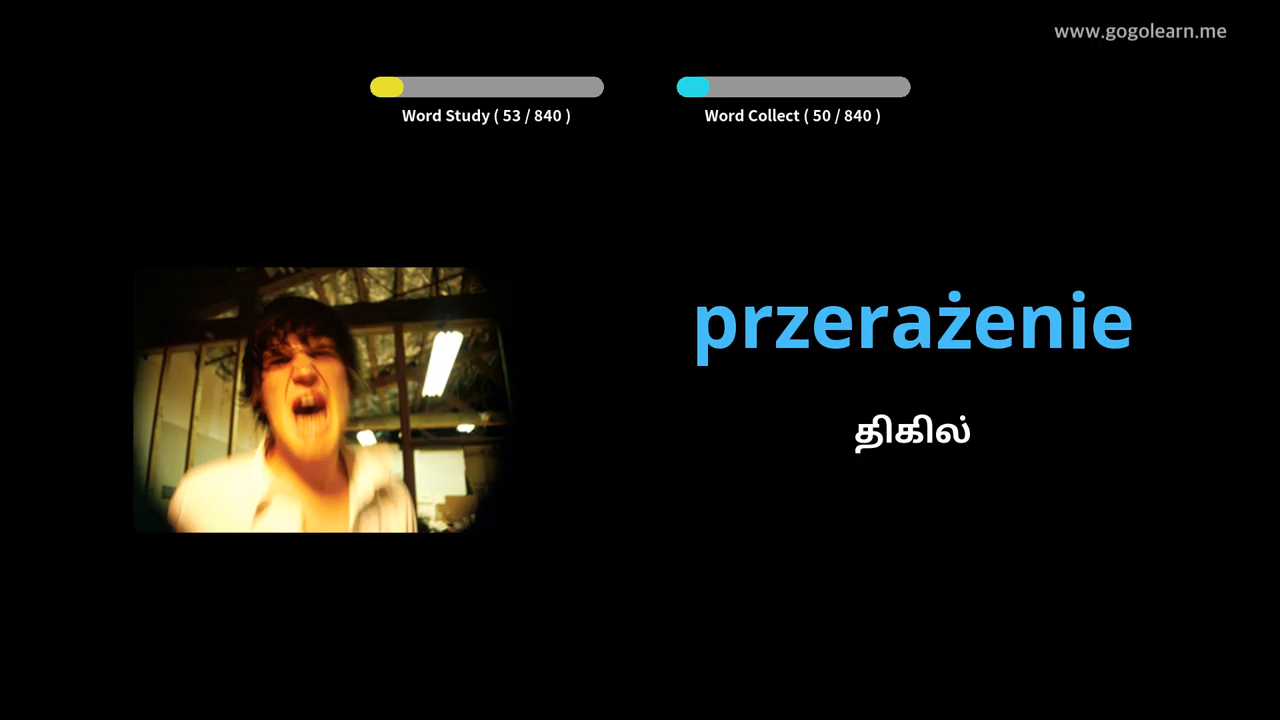 www.gogolearn.me
Word Study ( 53 / 840 )
Word Collect ( 50 / 840 )
przerażenie
திகில்